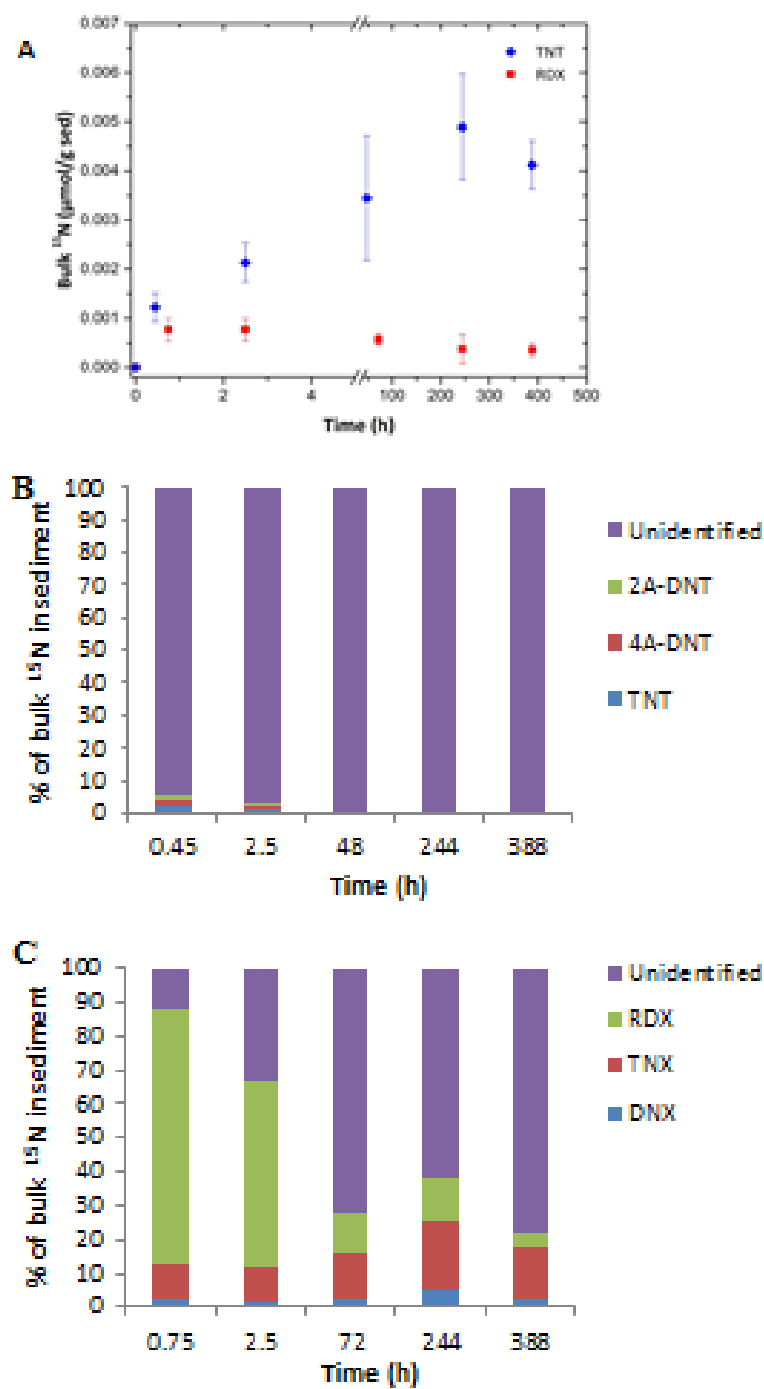 A
0.007
0.006
0.005
0.004
0.003
0.002
0.001
0.000
Bulk ¹⁵N (µmol/g sed)
TNT
RDX
0 2 4 100 200 300 400 500
Time (h)
B
100
90
80
70
60
50
40
30
20
10
0
% of bulk ¹⁵N insediment
Unidentified
2A-DNT
4A-DNT
TNT
0.45 2.5 48 244 388
Time (h)
C
100
90
80
70
60
50
40
30
20
10
0
% of bulk ¹⁵N insediment
Unidentified
RDX
TNX
DNX
0.75 2.5 72 244 388
Time (h)